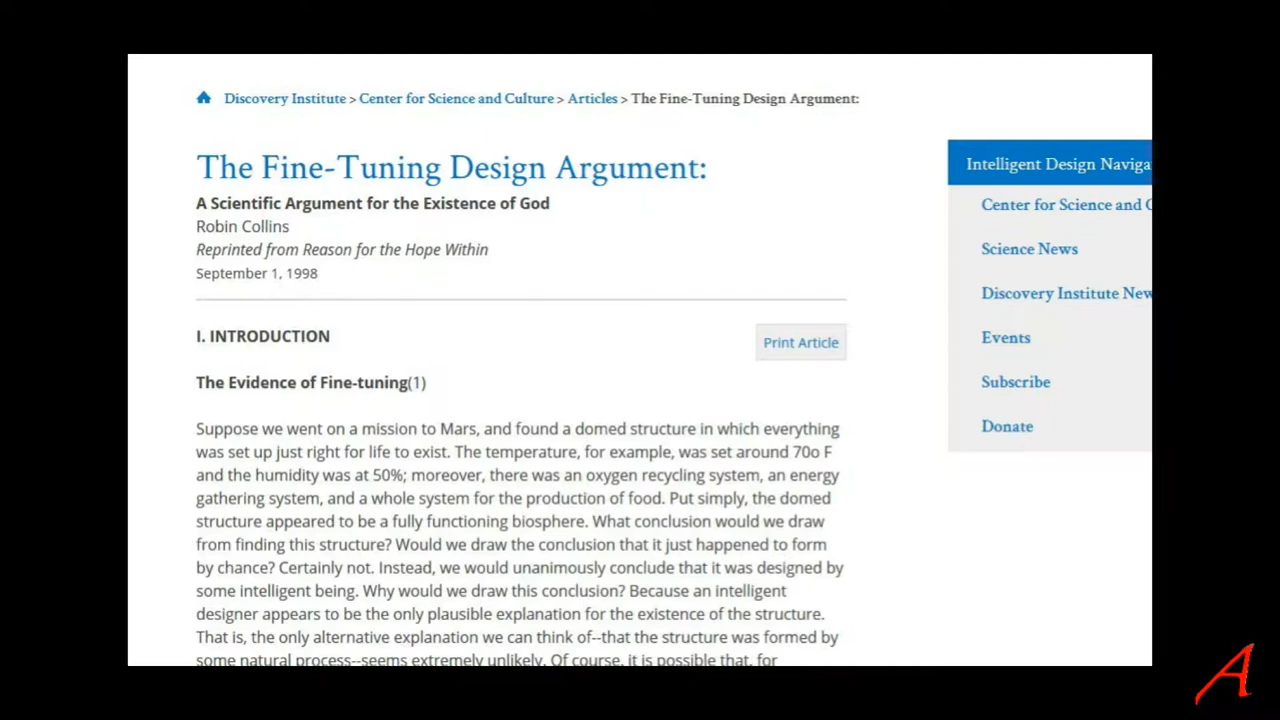 Discovery Institute > Center for Science and Culture > Articles > The Fine-Tuning Design Argument:
The Fine-Tuning Design Argument:
A Scientific Argument for the Existence of God
Robin Collins
Reprinted from Reason for the Hope Within
September 1, 1998
I. INTRODUCTION
Print Article
The Evidence of Fine-tuning(1)
Suppose we went on a mission to Mars, and found a domed structure in which everything
was set up just right for life to exist. The temperature, for example, was set around 70o F
and the humidity was at 50%; moreover, there was an oxygen recycling system, an energy
gathering system, and a whole system for the production of food. Put simply, the domed
structure appeared to be a fully functioning biosphere. What conclusion would we draw
from finding this structure? Would we draw the conclusion that it just happened to form
by chance? Certainly not. Instead, we would unanimously conclude that it was designed by
some intelligent being. Why would we draw this conclusion? Because an intelligent
designer appears to be the only plausible explanation for the existence of the structure.
That is, the only alternative explanation we can think of--that the structure was formed by
some natural process--seems extremely unlikely. Of course, it is possible that, for
Intelligent Design Naviga
Center for Science and C
Science News
Discovery Institute New
Events
Subscribe
Donate
A